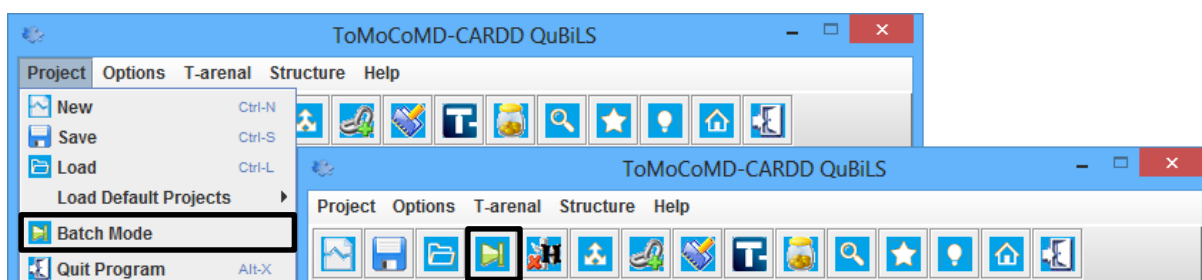 ToMoCoMD-CARDD QuBiLS
Project Options T-arenal Structure Help
New Ctrl-N
Save Ctrl-S
Load Ctrl-L
Load Default Projects
Batch Mode
Quit Program Alt-X
T-
ToMoCoMD-CARDD QuBiLS
Project Options T-arenal Structure Help
H T-